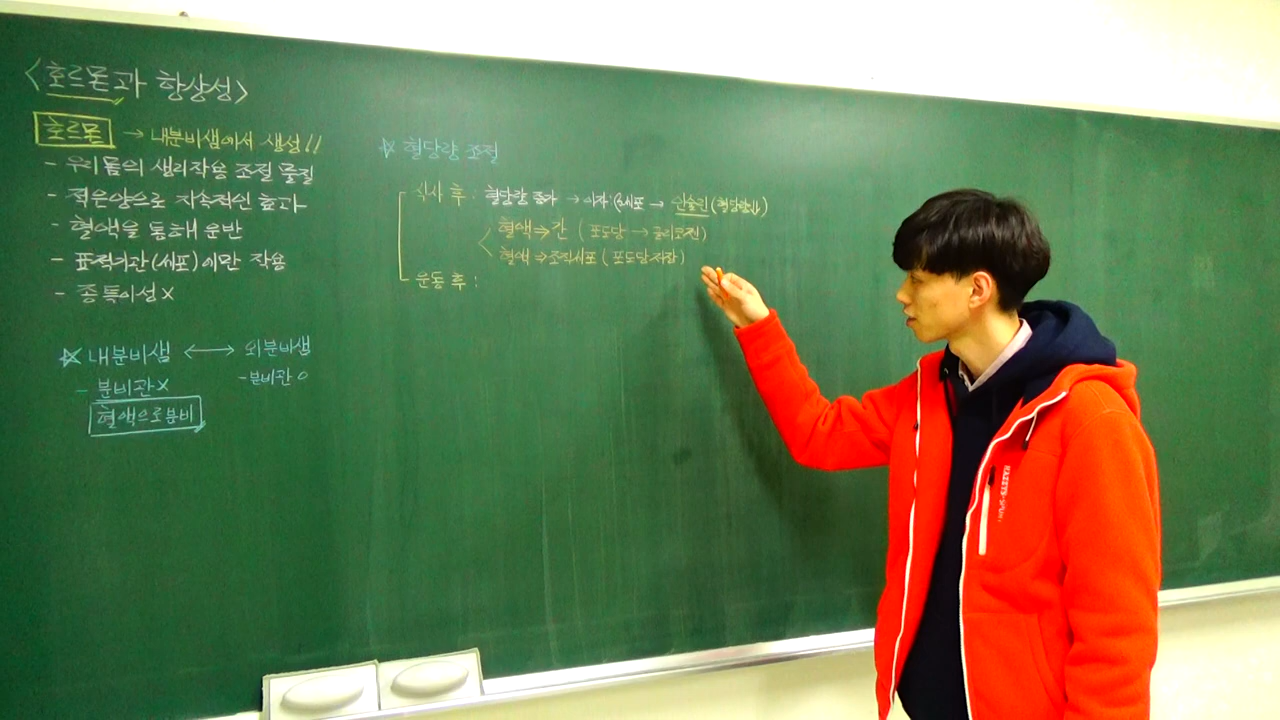 <호르몬과 항상성>
호르몬 → 내분비샘에서 생성!!
- 우리 몸의 생리작용 조절 물질
- 적은양으로 지속적인 효과
- 혈액을 통해 운반
- 표적기관(세포)에만 작용
- 종 특이성 X
☆ 내분비샘 ↔ 외분비샘
- 분비관 X
- 분비관 O
혈액으로 분비
☆ 혈당량 조절
식사 후 : 혈당량 증가 → 이자 → 인슐린 (혈당량↓)
혈액 ⇒ 간 ( 포도당 → 글리코젠)
혈액 ⇒ 조직세포 ( 포도당 저장)
운동 후 :